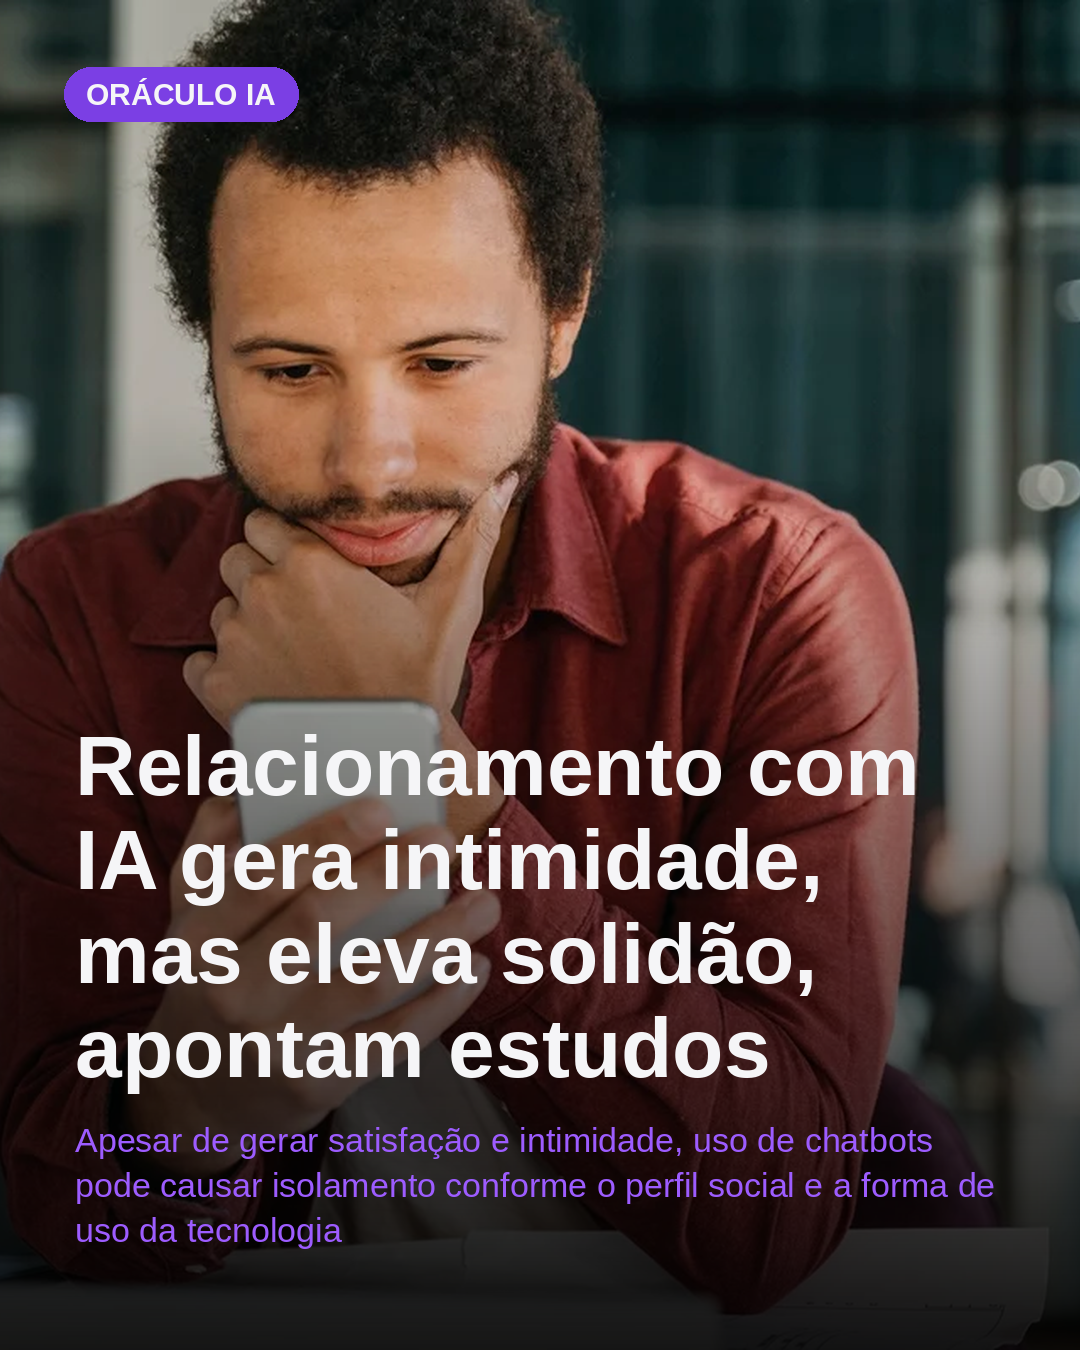 ORÁCULO IA
Relacionamento com
IA gera intimidade,
mas eleva solidão,
apontam estudos
Apesar de gerar satisfação e intimidade, uso de chatbots
pode causar isolamento conforme o perfil social e a forma de
uso da tecnologia